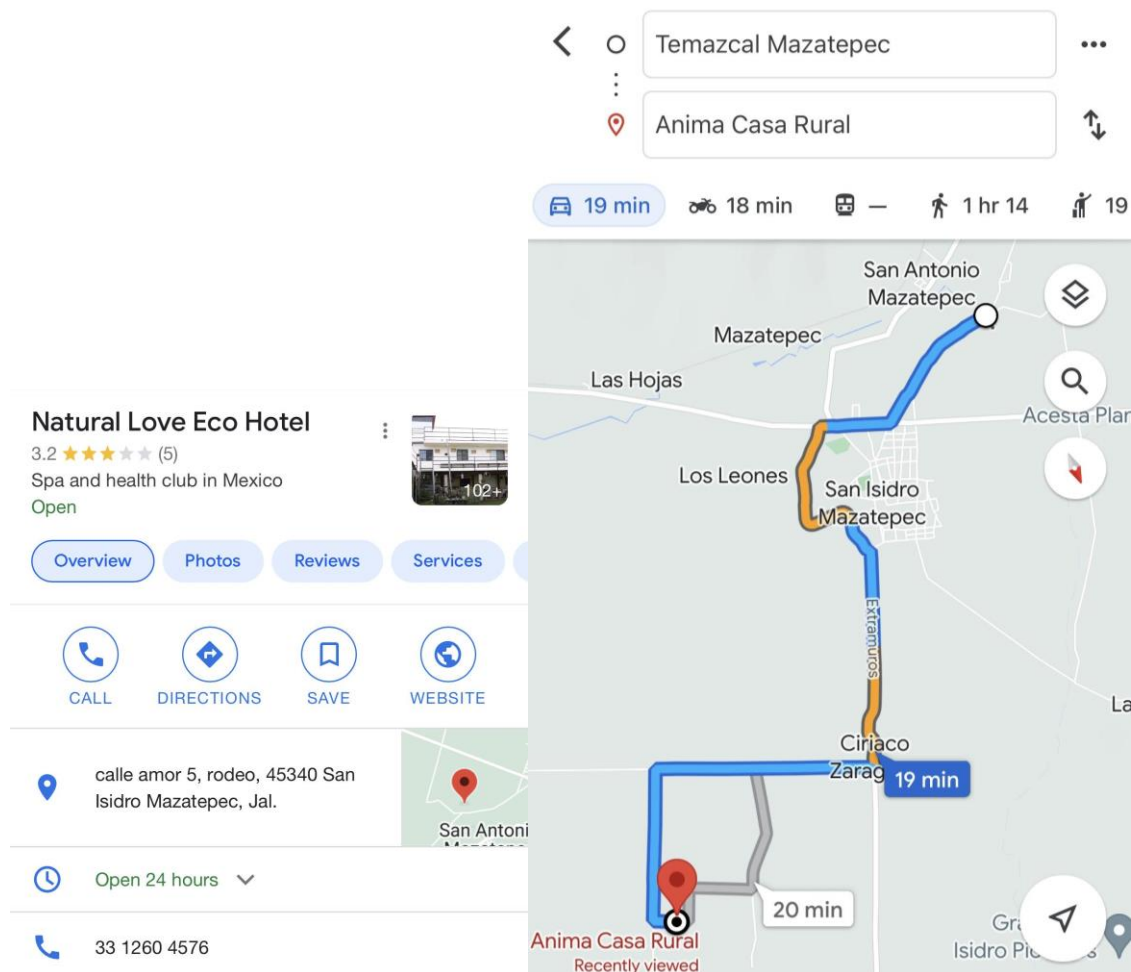 Natural Love Eco Hotel
3.2 (5)
Spa and health club in Mexico
Open
102+
Overview
Photos
Reviews
Services
CALL
DIRECTIONS
SAVE
WEBSITE
calle amor 5, rodeo, 45340 San
Isidro Mazatepec, Jal.
San Antoni
Open 24 hours
33 1260 4576
Temazcal Mazatepec
Anima Casa Rural
19 min
18 min
—
1 hr 14
19
San Antonio
Mazatepec
Mazatepec
Las Hojas
Acesta Plan
Los Leones
San Isidro
Mazatepec
Extramuros
La
Ciriaco
Zarag
19 min
20 min
Anima Casa Rural
Recently viewed
Gra
Isidro Pio